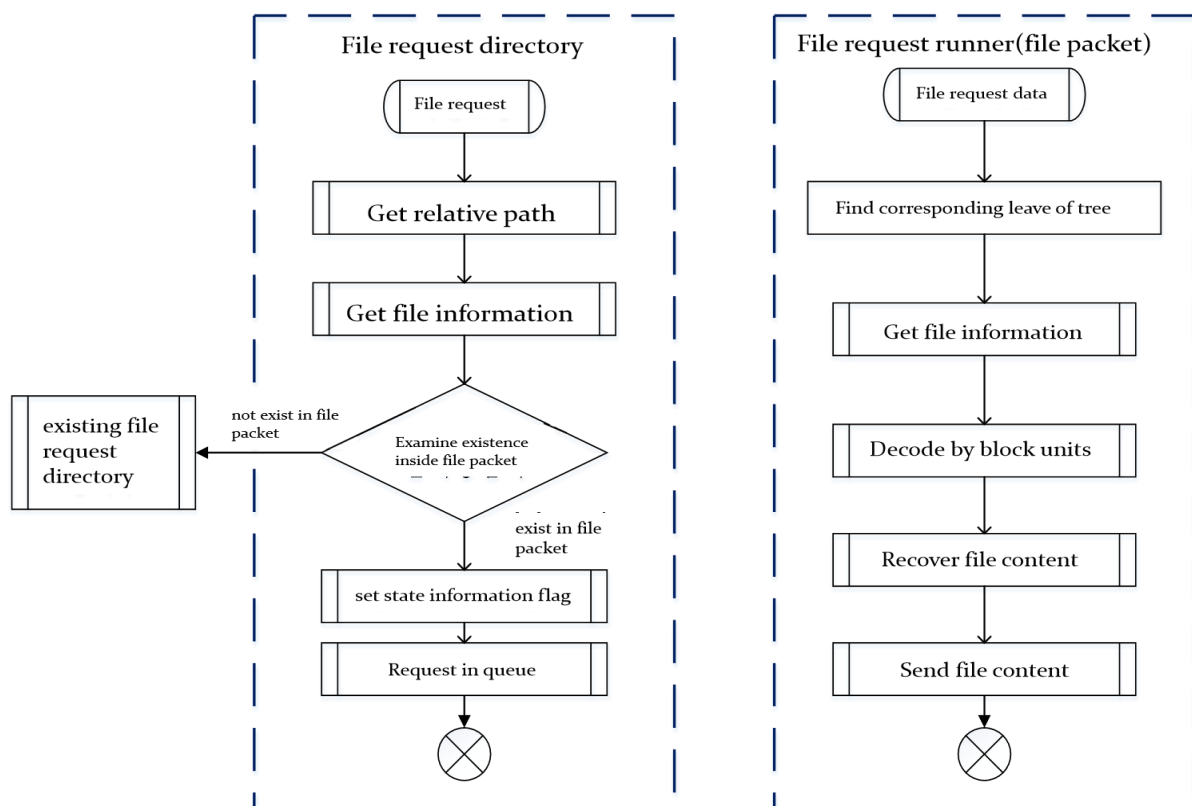 File request directory
File request
Get relative path
Get file information
Examine existence
inside file packet
not exist in file
packet
existing file
request
directory
exist in file
packet
set state information flag
Request in queue
File request runner(file packet)
File request data
Find corresponding leave of tree
Get file information
Decode by block units
Recover file content
Send file content